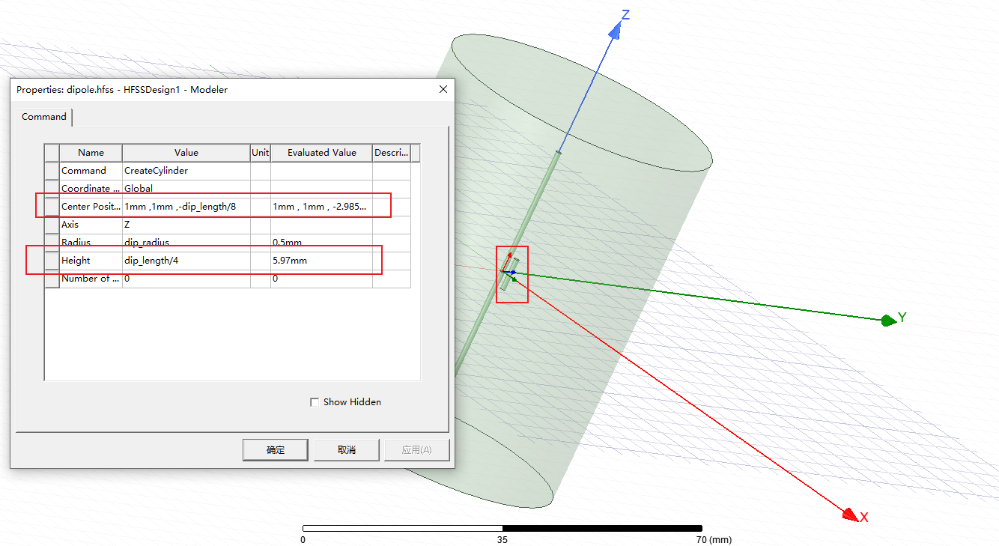 Z
Properties: dipole.hfss - HFSSDesign1 - Modeler
Command
Name Value Unit Evaluated Value Descri...
Command CreateCylinder
Coordinate ... Global
Center Posit... 1mm ,1mm ,-dip_length/8 1mm , 1mm , -2.985...
Axis Z
Radius dip_radius 0.5mm
Height dip_length/4 5.97mm
Number of ... 0 0
Y
Show Hidden
确定 取消 应用(A)
X
0 35 70 (mm)